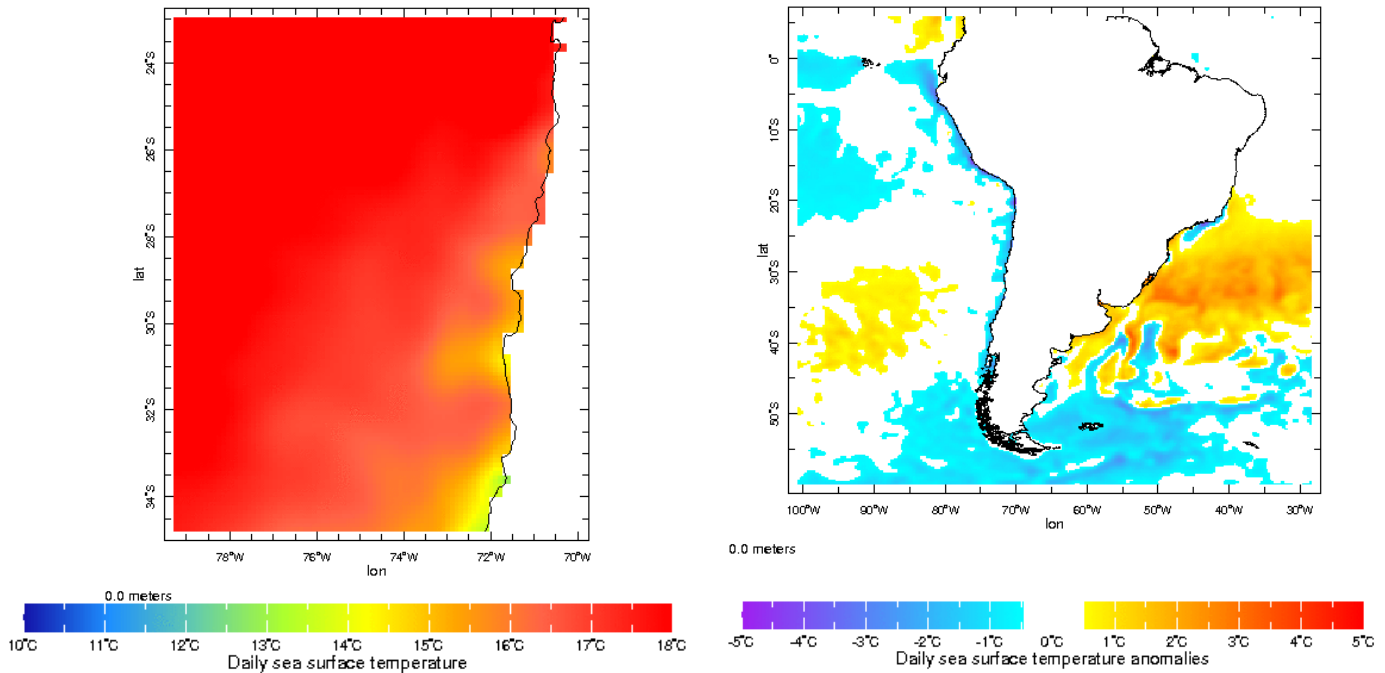 24°S
26°S
28°S
30°S
32°S
34°S
lat
78°W 76°W 74°W 72°W 70°W
lon
0.0 meters
10°C 11°C 12°C 13°C 14°C 15°C 16°C 17°C 18°C
Daily sea surface temperature
0°
10°S
20°S
30°S
40°S
50°S
lat
100°W 90°W 80°W 70°W 60°W 50°W 40°W 30°W
lon
0.0 meters
-5°C -4°C -3°C -2°C -1°C 0°C 1°C 2°C 3°C 4°C 5°C
Daily sea surface temperature anomalies